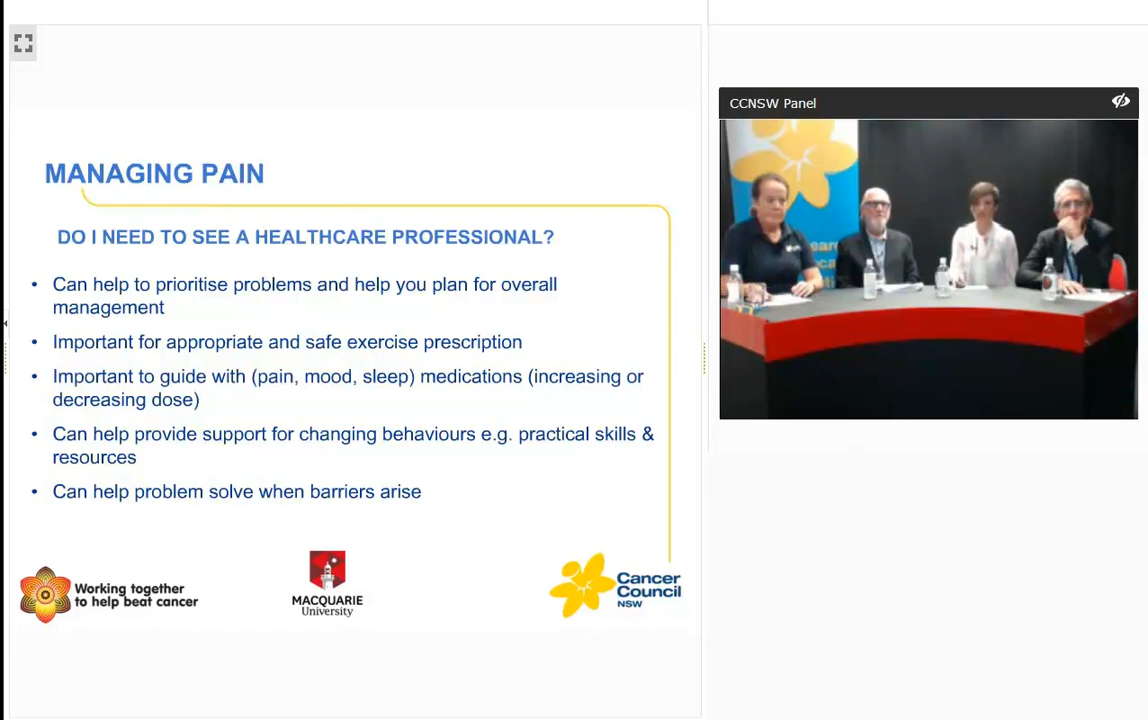 CCNSW Panel
MANAGING PAIN
DO I NEED TO SEE A HEALTHCARE PROFESSIONAL?
• Can help to prioritise problems and help you plan for overall
management
• Important for appropriate and safe exercise prescription
• Important to guide with (pain, mood, sleep) medications (increasing or
decreasing dose)
• Can help provide support for changing behaviours e.g. practical skills &
resources
• Can help problem solve when barriers arise
Working together
to help beat cancer
MACQUARIE
University
Cancer
Council
NSW